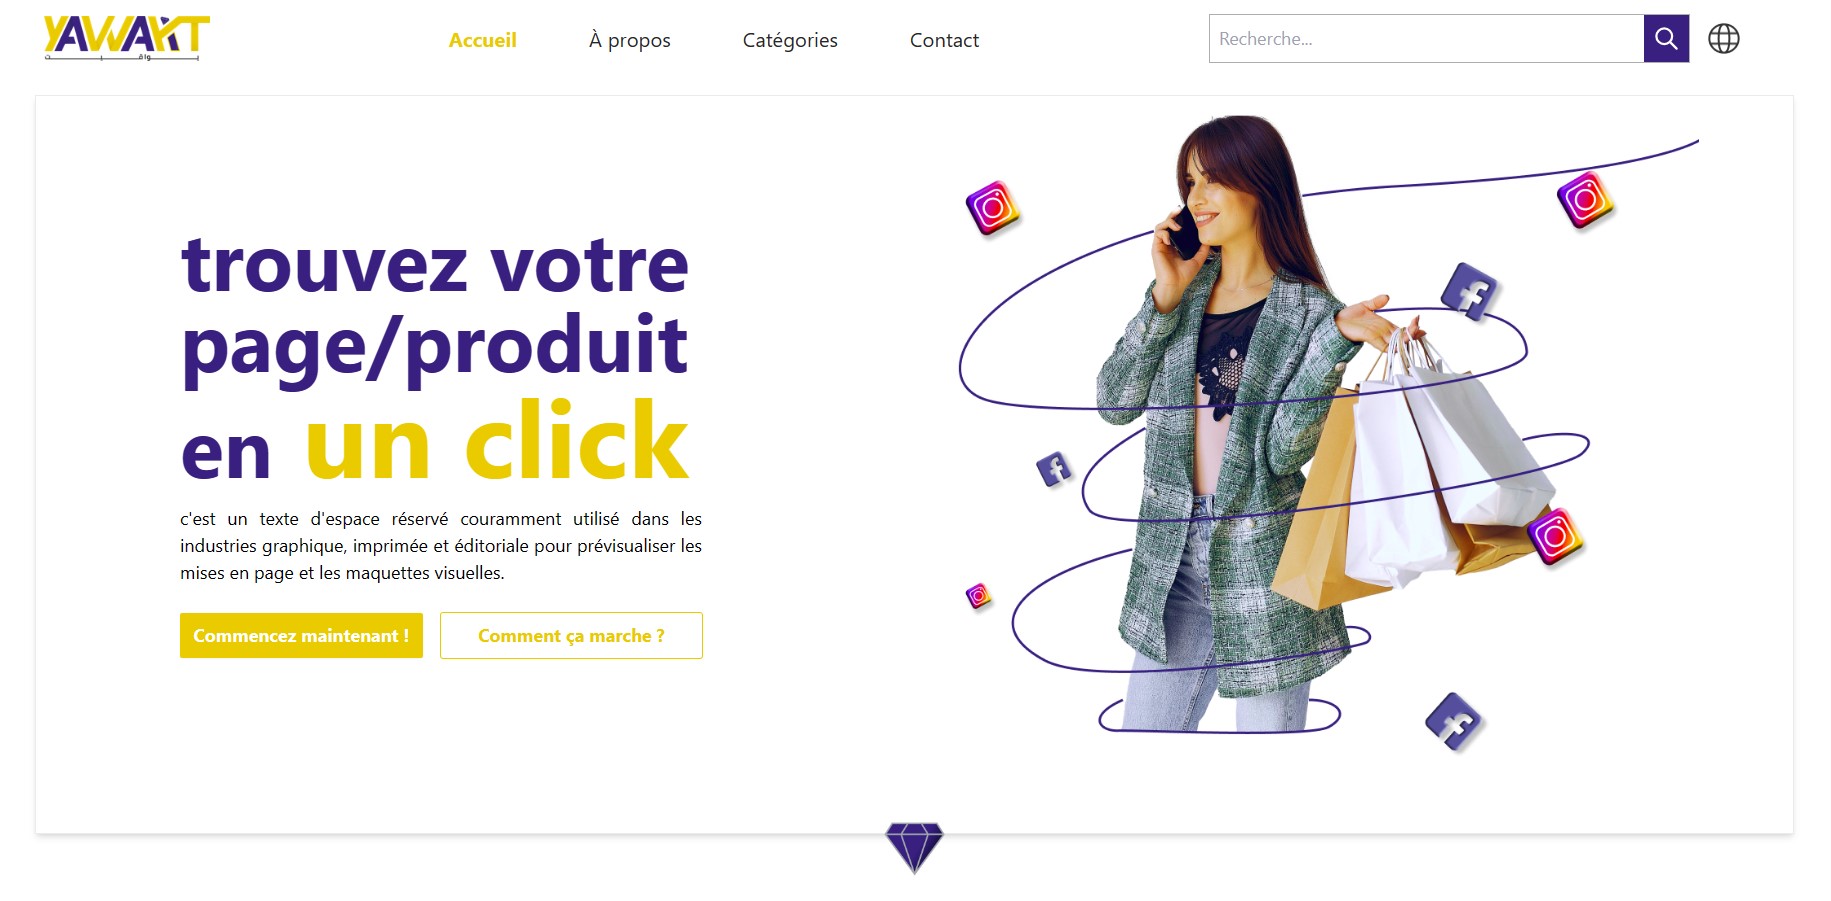 YAWAKT
Accueil
À propos
Catégories
Contact
Recherche...
trouvez votre
page/produit
en un click
c'est un texte d'espace réservé couramment utilisé dans les
industries graphique, imprimée et éditoriale pour prévisualiser les
mises en page et les maquettes visuelles.
Commencez maintenant !
Comment ça marche ?